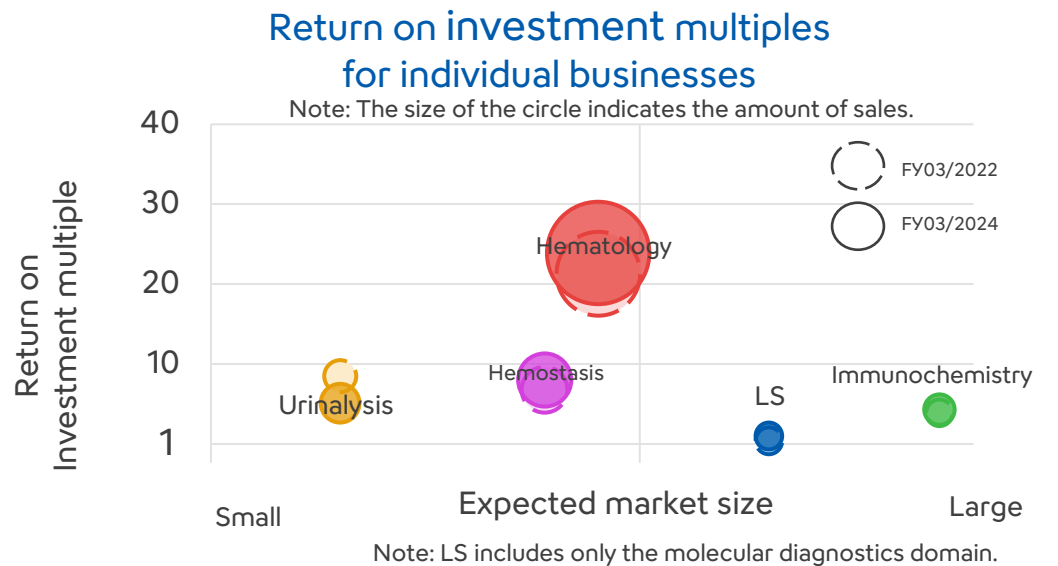 Return on investment multiples
for individual businesses
Note: The size of the circle indicates the amount of sales.
Return on
Investment multiple
40
30
20
10
1
FY03/2022
FY03/2024
Hematology
Hemostasis
Urinalysis
LS
Immunochemistry
Small
Expected market size
Large
Note: LS includes only the molecular diagnostics domain.